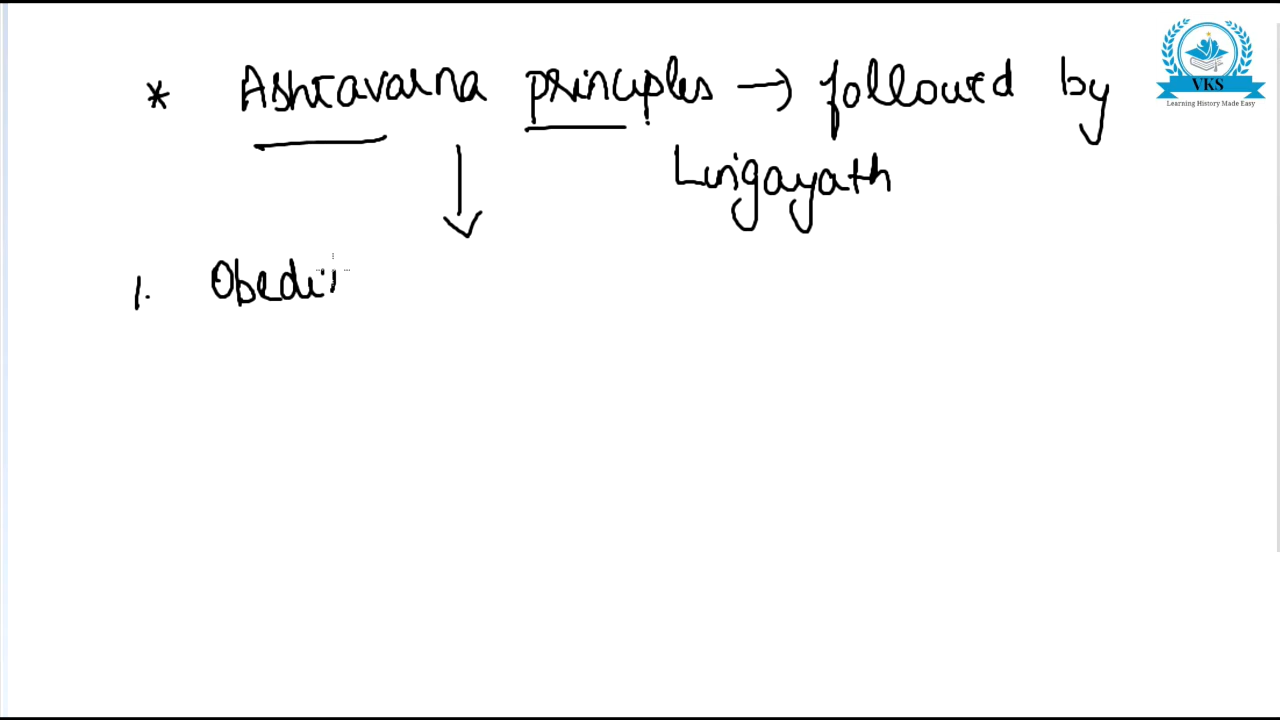 * Ashtavarna principles → followed by
Lingayath
↓
1. Obedi
VKS
Learning History Made Easy